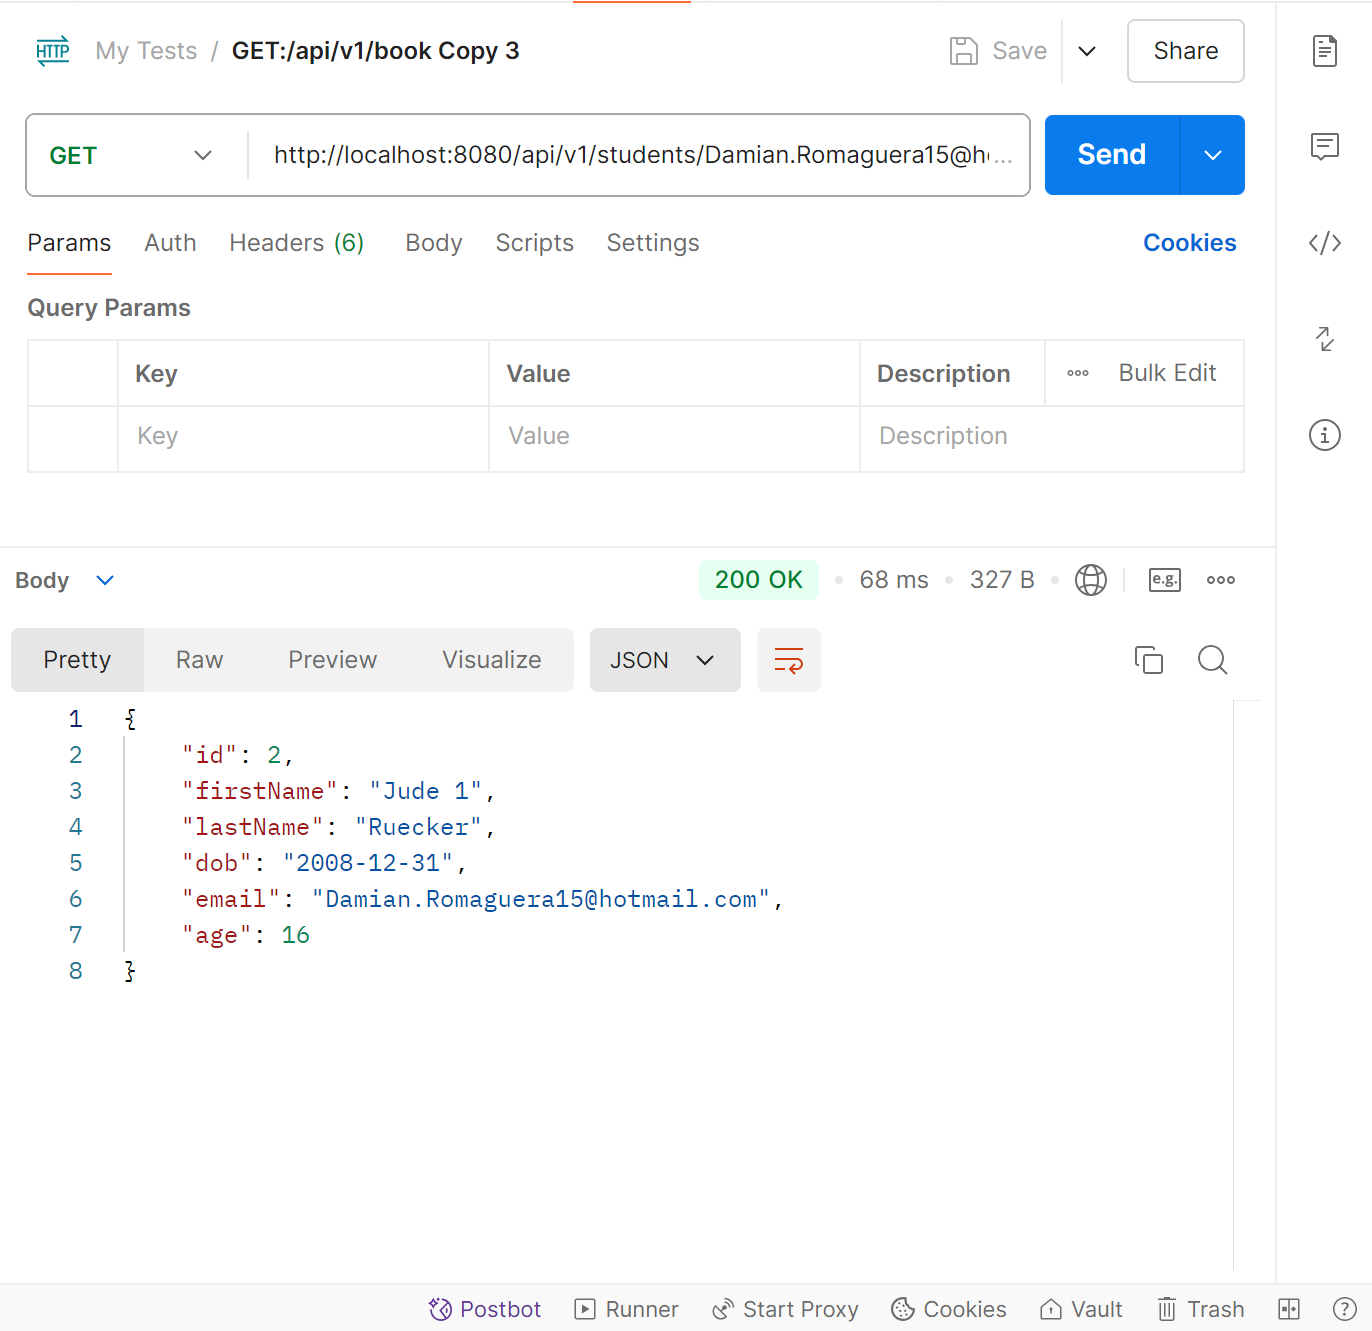 HTTP My Tests / GET:/api/v1/book Copy 3 Save Share
GET http://localhost:8080/api/v1/students/Damian.Romaguera15@h... Send
Params Auth Headers (6) Body Scripts Settings Cookies
Query Params
Key Value Description Bulk Edit
Key Value Description
Body 200 OK 68 ms 327 B e.g.
Pretty Raw Preview Visualize JSON
1 {
2 "id": 2,
3 "firstName": "Jude 1",
4 "lastName": "Ruecker",
5 "dob": "2008-12-31",
6 "email": "Damian.Romaguera15@hotmail.com",
7 "age": 16
8 }
Postbot Runner Start Proxy Cookies Vault Trash